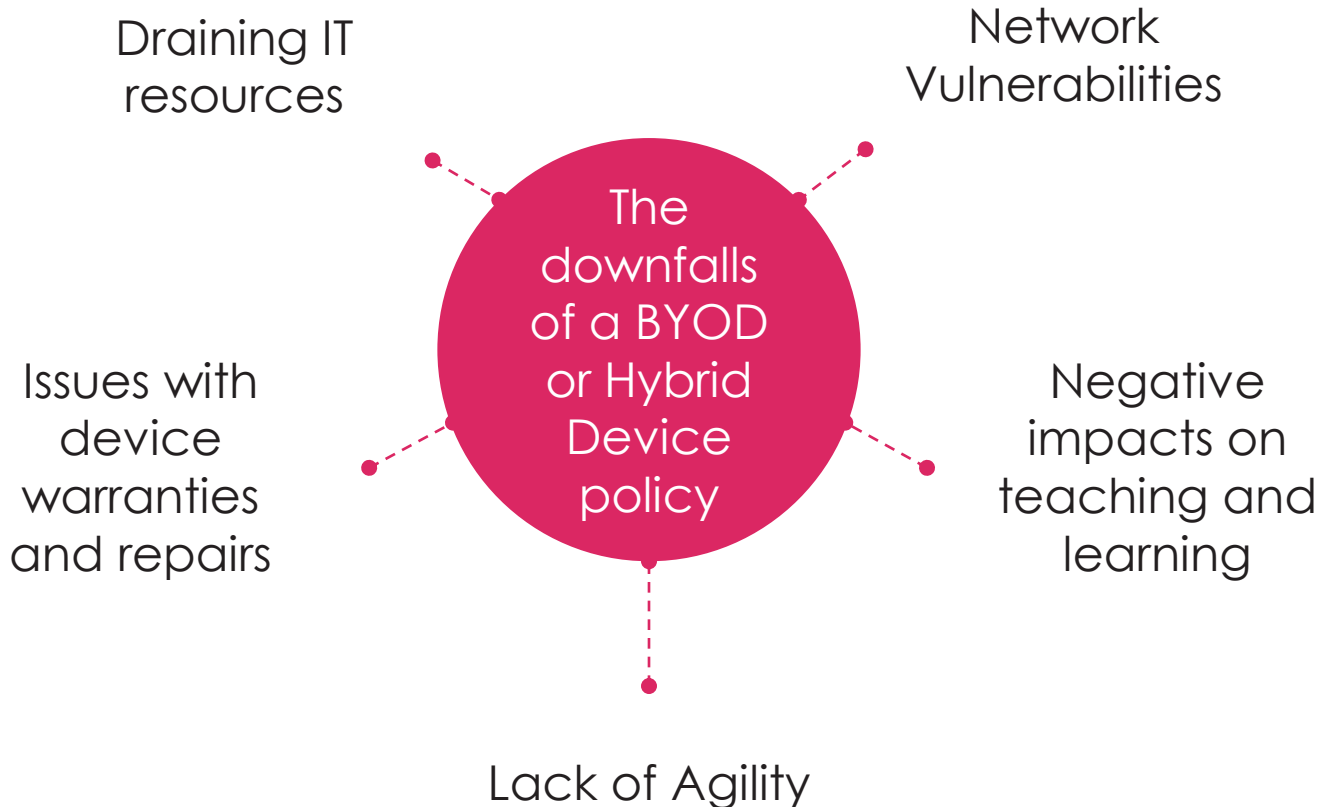 Draining IT
resources
Network
Vulnerabilities
The
downfalls
of a BYOD
or Hybrid
Device
policy
Issues with
device
warranties
and repairs
Negative
impacts on
teaching and
learning
Lack of Agility